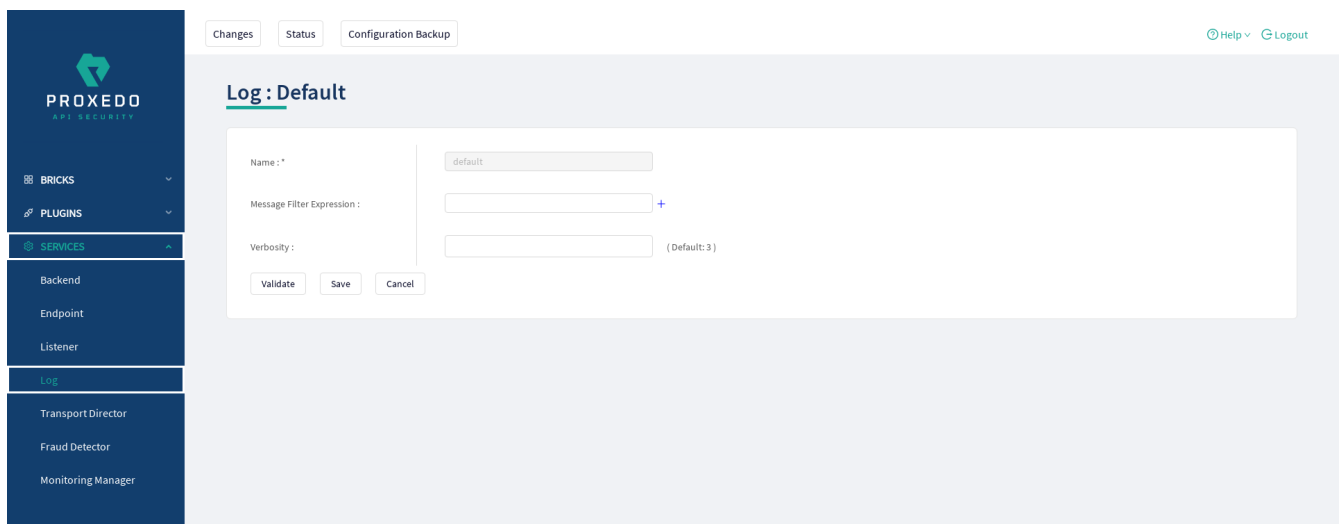 Changes
Status
Configuration Backup
Help
Logout
PROXEDO
API SECURITY
BRICKS
PLUGINS
SERVICES
Backend
Endpoint
Listener
Log
Transport Director
Fraud Detector
Monitoring Manager
Log : Default
Name : *
default
Message Filter Expression :
+
Verbosity :
( Default: 3 )
Validate
Save
Cancel